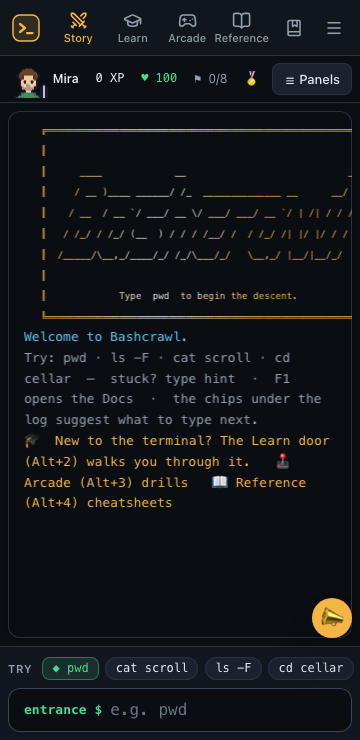 Story
Learn
Arcade
Reference
Mira
0 XP
♥ 100
0/8
≡ Panels
Type pwd to begin the descent.
Welcome to Bashcrawl.
Try: pwd · ls -F · cat scroll · cd
cellar — stuck? type hint · F1
opens the Docs · the chips under the
log suggest what to type next.
New to the terminal? The Learn door
(Alt+2) walks you through it.
Arcade (Alt+3) drills Reference
(Alt+4) cheatsheets
TRY
◆ pwd
cat scroll
ls -F
cd cellar
entrance $ e.g. pwd